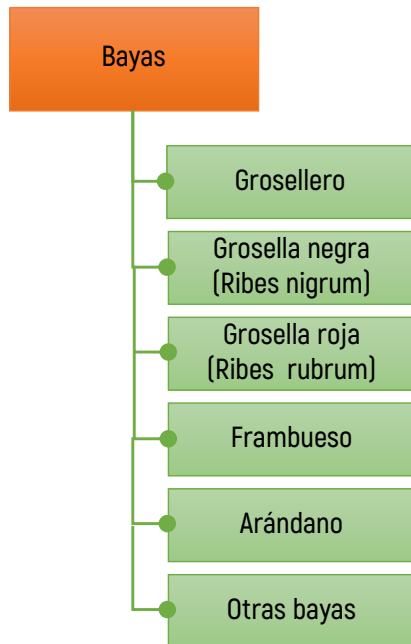 Bayas
Grosellero
Grosella negra
(Ribes nigrum)
Grosella roja
(Ribes rubrum)
Frambueso
Arándano
Otras bayas